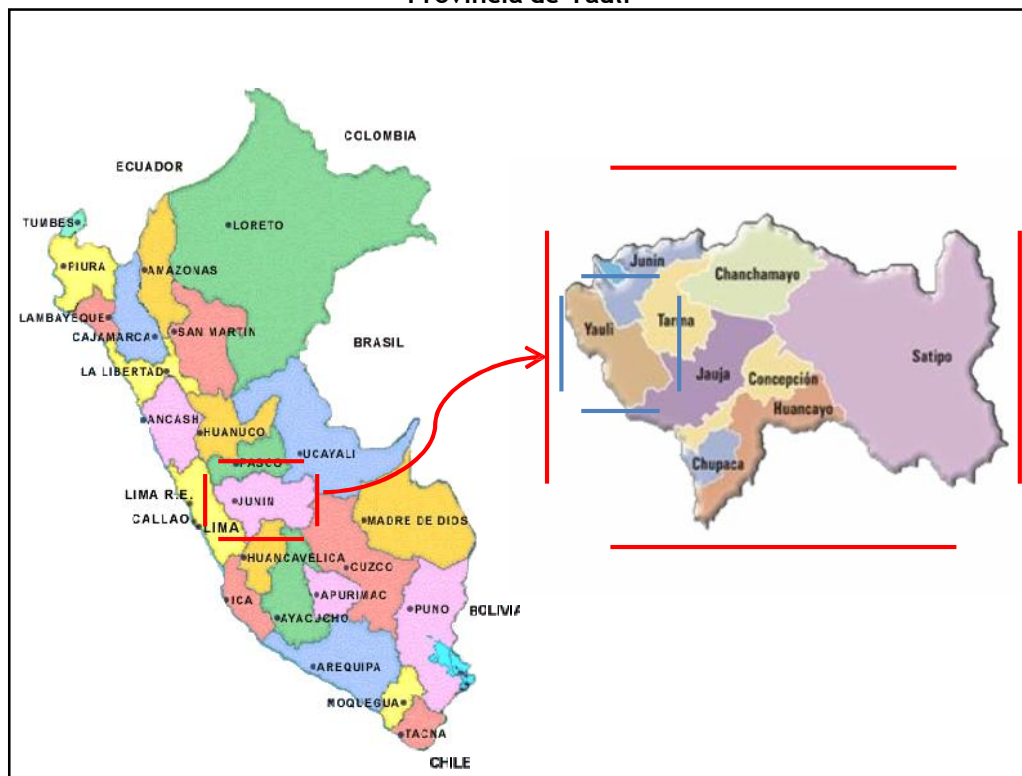 Provincia de Yauli
COLOMBIA
ECUADOR
TUMBES
LORETO
PIURA
AMAZONAS
LAMBAYEQUE
SAN MARTIN
CAJAMARCA
BRASIL
LA LIBERTAD
ANCASH
HUANUCO
UCAYALI
PASCO
LIMA R.E.
JUNIN
CALLAO
LIMA
MADRE DE DIOS
HUANCAVELICA
CUZCO
ICA
APURIMAC
PUNO
BOLIVIA
AYACUCHO
AREQUIPA
MOQUEGUA
TACNA
CHILE
Junín
Chanchamayo
Tarma
Yauli
Satipo
Jauja
Concepción
Huancayo
Chupaca